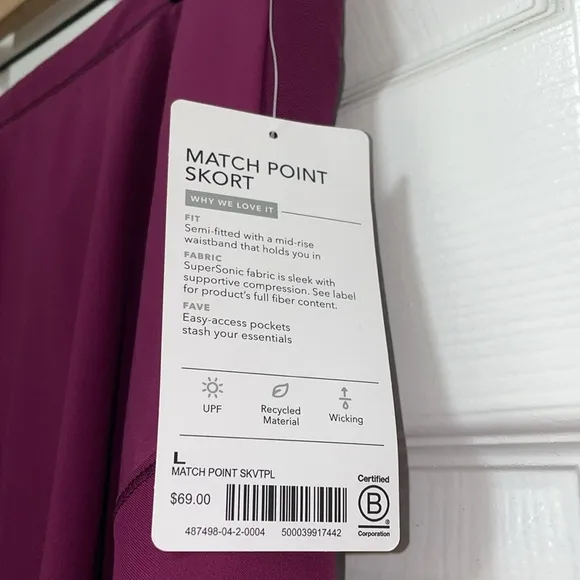 MATCH POINT
SKORT
WHY WE LOVE IT
FIT
Semi-fitted with a mid-rise
waistband that holds you in
FABRIC
SuperSonic fabric is sleek with
supportive compression. See label
for product's full fiber content.
FAVE
Easy-access pockets
stash your essentials
UPF
Recycled
Material
Wicking
L
MATCH POINT SKVTPL
$69.00
487498-04-2-0004 500039917442
Certified
B
®
Corporation